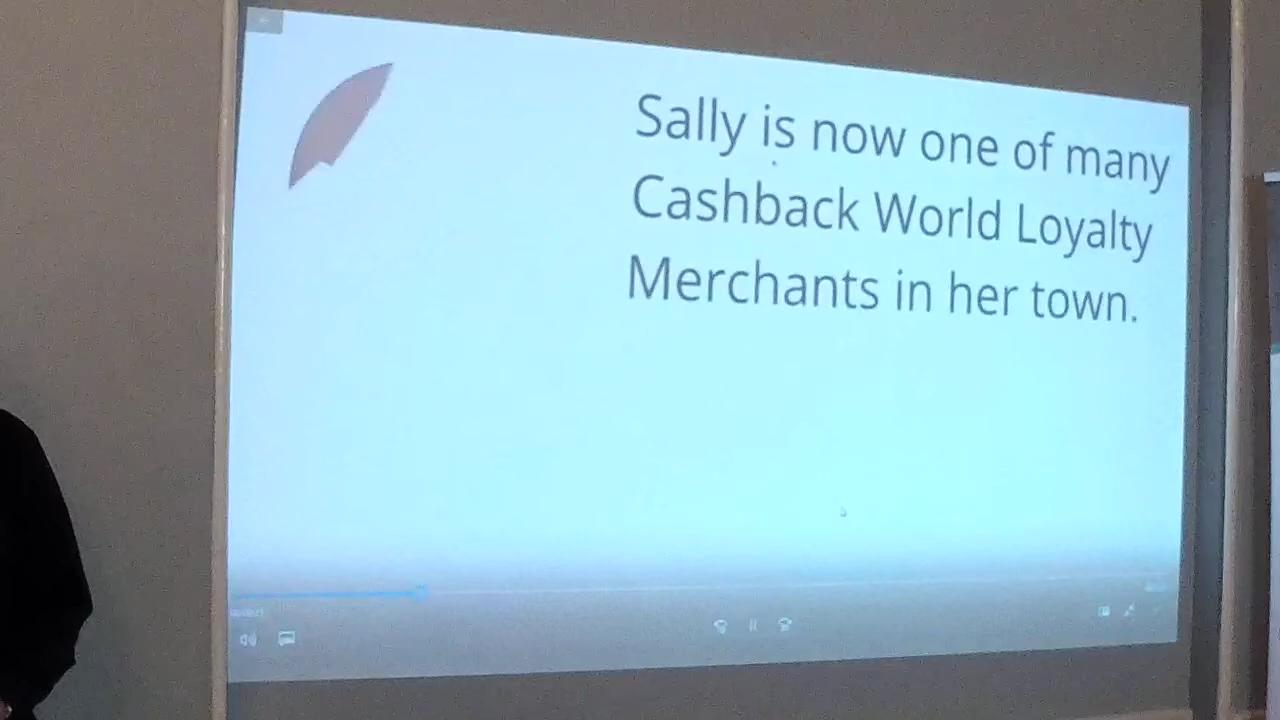 Sally is now one of many
Cashback World Loyalty
Merchants in her town.